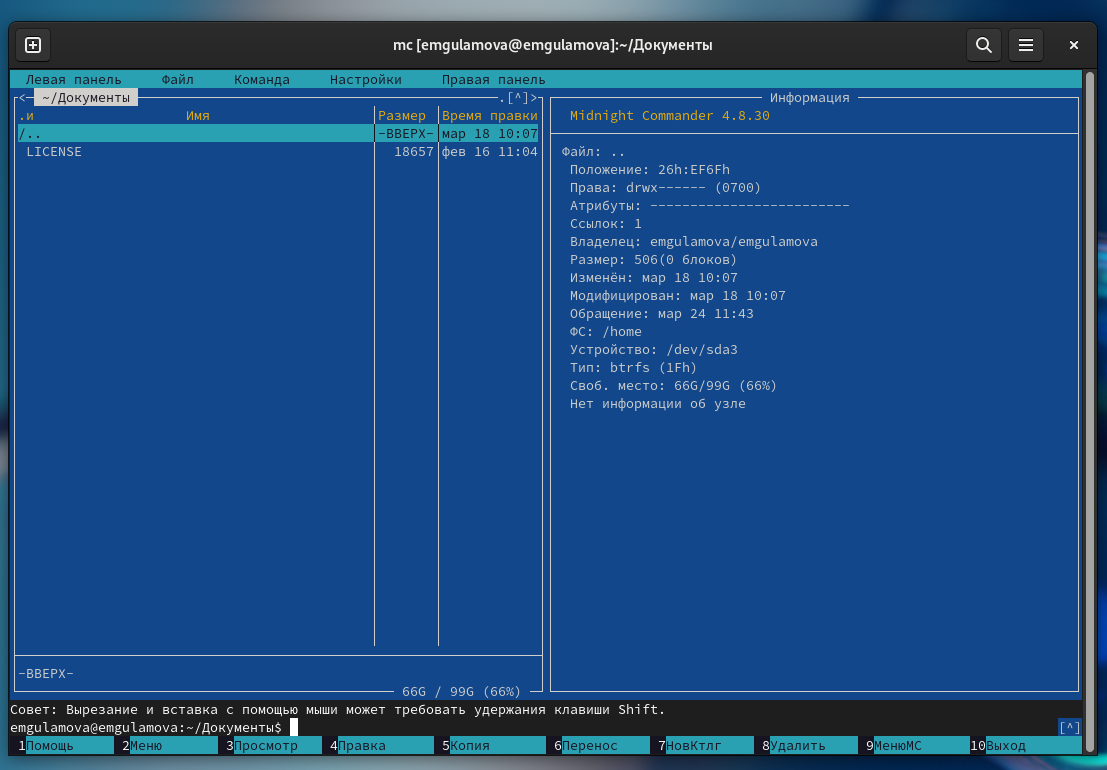 mc [emgulamova@emgulamova]:~/Документы
Левая панель Файл Команда Настройки Правая панель
<- ~/Документы .[^]>
.и Имя Размер Время правки
/.. -ВВЕРХ- мар 18 10:07
LICENSE 18657 фев 16 11:04
-ВВЕРХ-
66G / 99G (66%)
Информация
Midnight Commander 4.8.30
Файл: ..
Положение: 26h:EF6Fh
Права: drwx------ (0700)
Атрибуты: -------------------------
Ссылок: 1
Владелец: emgulamova/emgulamova
Размер: 506(0 блоков)
Изменён: мар 18 10:07
Модифицирован: мар 18 10:07
Обращение: мар 24 11:43
ФС: /home
Устройство: /dev/sda3
Тип: btrfs (1Fh)
Своб. место: 66G/99G (66%)
Нет информации об узле
Совет: Вырезание и вставка с помощью мыши может требовать удержания клавиши Shift.
emgulamova@emgulamova:~/Документы$ [^]
1Помощь 2Меню 3Просмотр 4Правка 5Копия 6Перенос 7НовКтлг 8Удалить 9МенюMC 10Выход